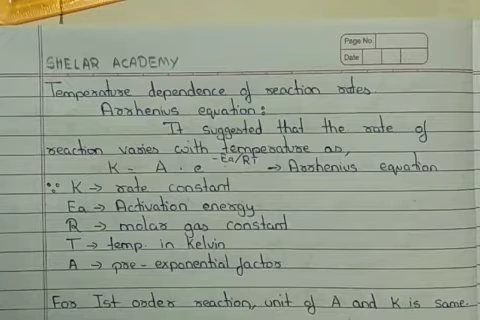 Page No
Date
SHELAR ACADEMY
Temperature dependence of reaction rates
Arrhenius equation:
It suggested that the rate of
reaction varies with temperature as,
K = A . e^-Ea/RT → Arrhenius equation
∵ K → rate constant
Ea → Activation energy
R → molar gas constant
T → temp. in Kelvin
A → pre-exponential factor
For Ist order reaction, unit of A and K is same.